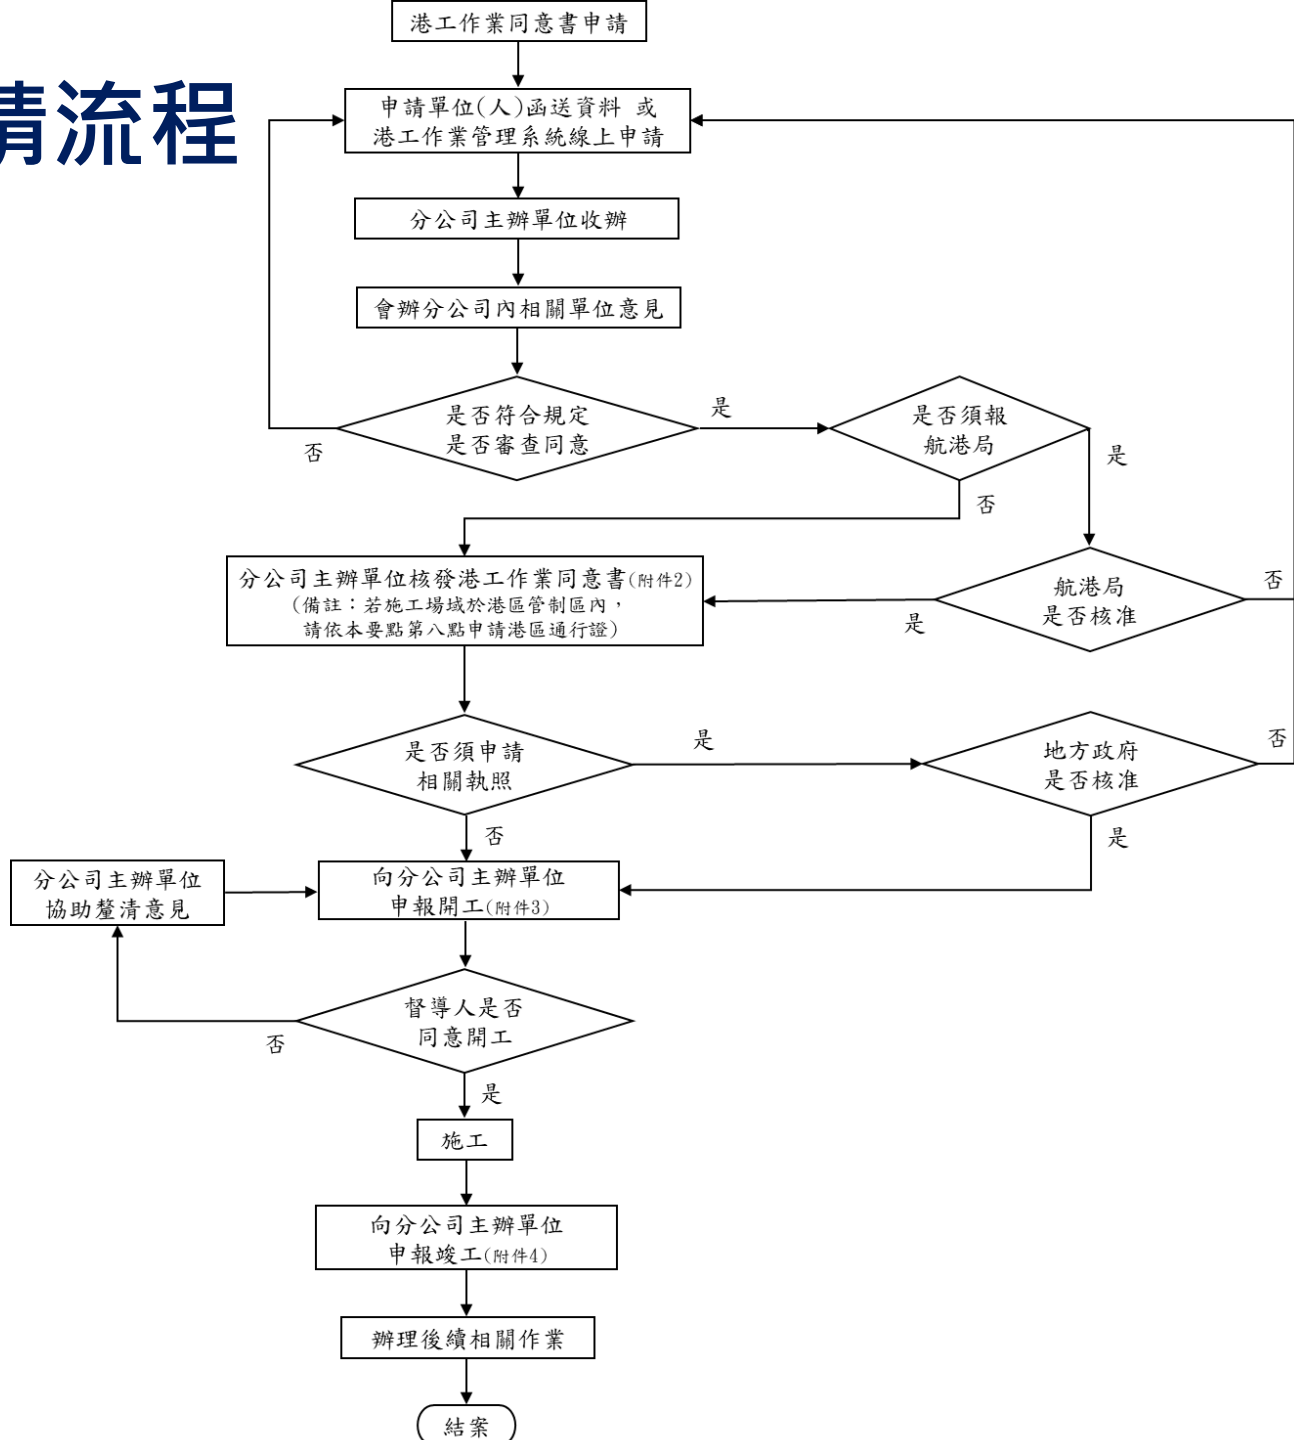 港工作業同意書申請
請流程
申請單位(人)函送資料 或
港工作業管理系統線上申請
分公司主辦單位收辦
會辦分公司內相關單位意見
是否符合規定
是否審查同意
是
否
是否須報
航港局
是
否
分公司主辦單位核發港工作業同意書(附件2)
(備註：若施工場域於港區管制區內，
請依本要點第八點申請港區通行證)
航港局
是否核准
否
是
是否須申請
相關執照
是
否
地方政府
是否核准
否
是
分公司主辦單位
協助釐清意見
向分公司主辦單位
申報開工(附件3)
督導人是否
同意開工
否
是
施工
向分公司主辦單位
申報竣工(附件4)
辦理後續相關作業
結案